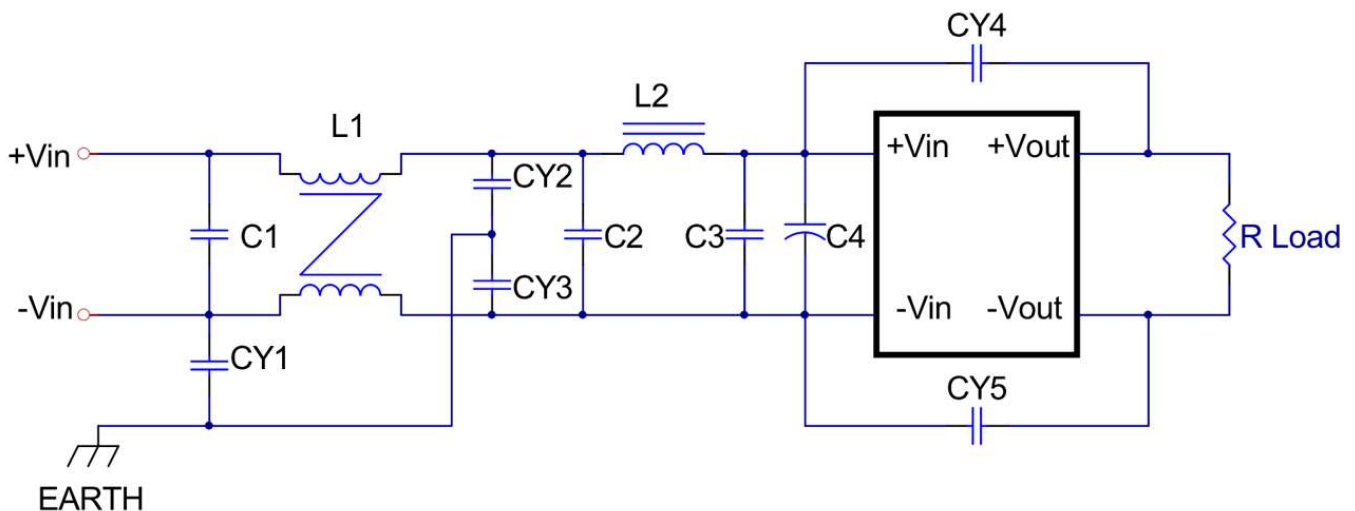 CY4
L2
L1
+Vin
+Vin
+Vout
CY2
C1
C2
C3
C4
R Load
CY3
-Vin
-Vin
-Vout
CY1
CY5
EARTH